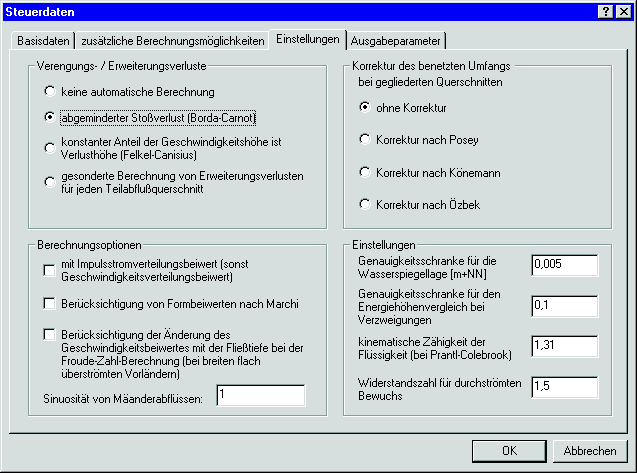 Steuerdaten
Basisdaten
zusätzliche Berechnungsmöglichkeiten
Einstellungen
Ausgabeparameter
Verengungs- / Erweiterungsverluste
keine automatische Berechnung
abgeminderter Stoßverlust (Borda-Carnot)
konstanter Anteil der Geschwindigkeitshöhe ist
Verlusthöhe (Felkel-Canisius)
gesonderte Berechnung von Erweiterungsverlusten
für jeden Teilabflußquerschnitt
Korrektur des benetzten Umfangs
bei gegliederten Querschnitten
ohne Korrektur
Korrektur nach Posey
Korrektur nach Könemann
Korrektur nach Özbek
Berechnungsoptionen
mit Impulsstromverteilungsbeiwert (sonst
Geschwindigkeitsverteilungsbeiwert)
Berücksichtigung von Formbeiwerten nach Marchi
Berücksichtigung der Änderung des
Geschwindigkeitsbeiwertes mit der Fließtiefe bei der
Froude-Zahl-Berechnung (bei breiten flach
überströmten Vorländern)
Sinuosität von Mäanderabflüssen:
1
Einstellungen
Genauigkeitsschranke für die
Wasserspiegellage [m+NN]
0,005
Genauigkeitsschranke für den
Energiehöhenvergleich bei
Verzweigungen
0,1
kinematische Zähigkeit der
Flüssigkeit (bei Prantl-Colebrook)
1,31
Widerstandszahl für durchströmten
Bewuchs
1,5
OK
Abbrechen